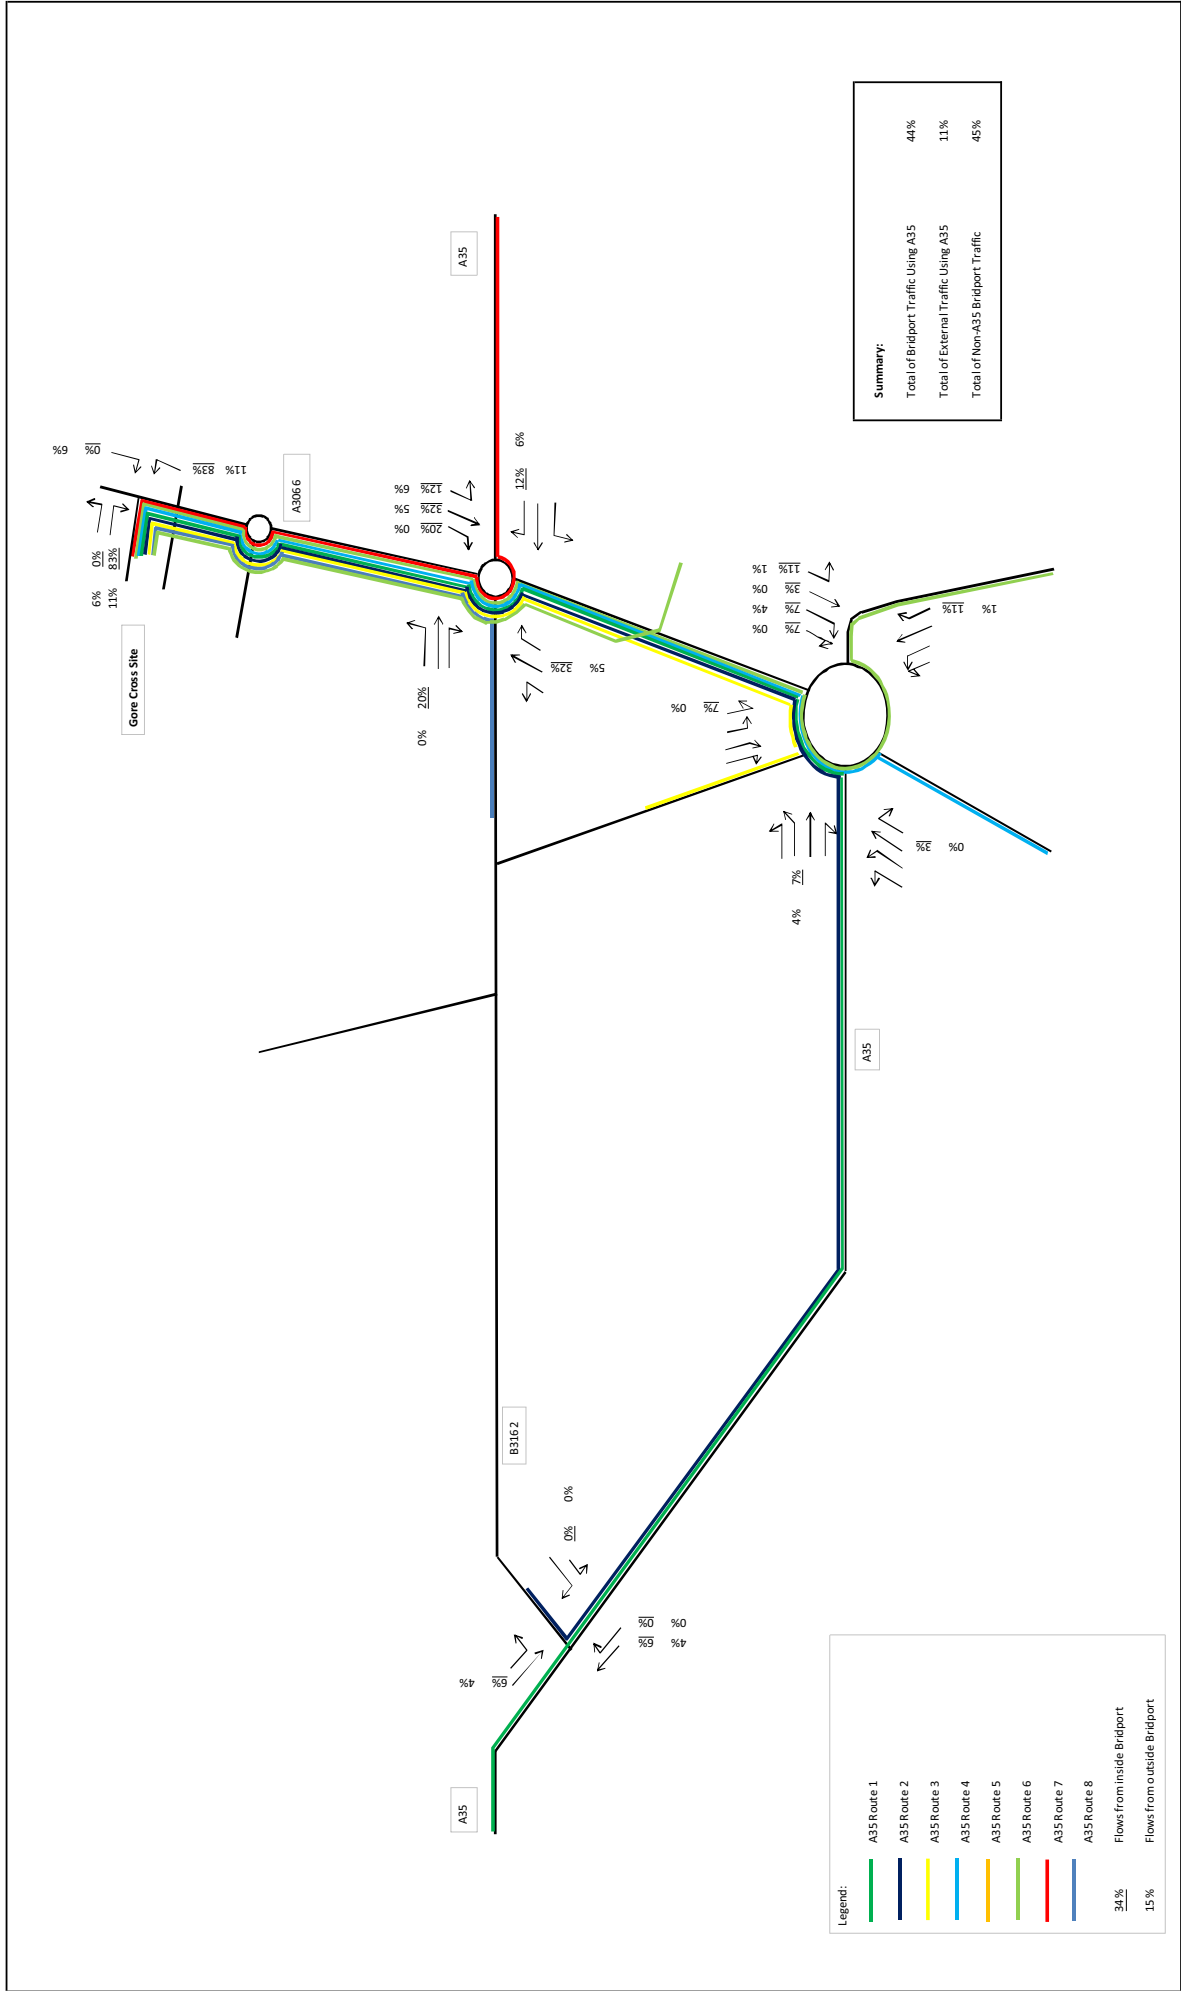 Gore Cross Site
6% 0%
11% 83%
0% 6%
83% 11%
A3066
A35
12% 6%
32% 5%
20% 0%
12% 6%
0% 20%
32% 5%
11% 1%
3% 0%
7% 4%
7% 0%
11% 1%
7% 0%
4% 7%
3% 0%
A35
B3162
0% 0%
0% 0%
6% 4%
6% 4%
A35
Summary:
Total of Bridport Traffic Using A35 44%
Total of External Traffic Using A35 11%
Total of Non-A35 Bridport Traffic 45%
Legend:
A35 Route 1
A35 Route 2
A35 Route 3
A35 Route 4
A35 Route 5
A35 Route 6
A35 Route 7
A35 Route 8
34% Flows from inside Bridport
15% Flows from outside Bridport